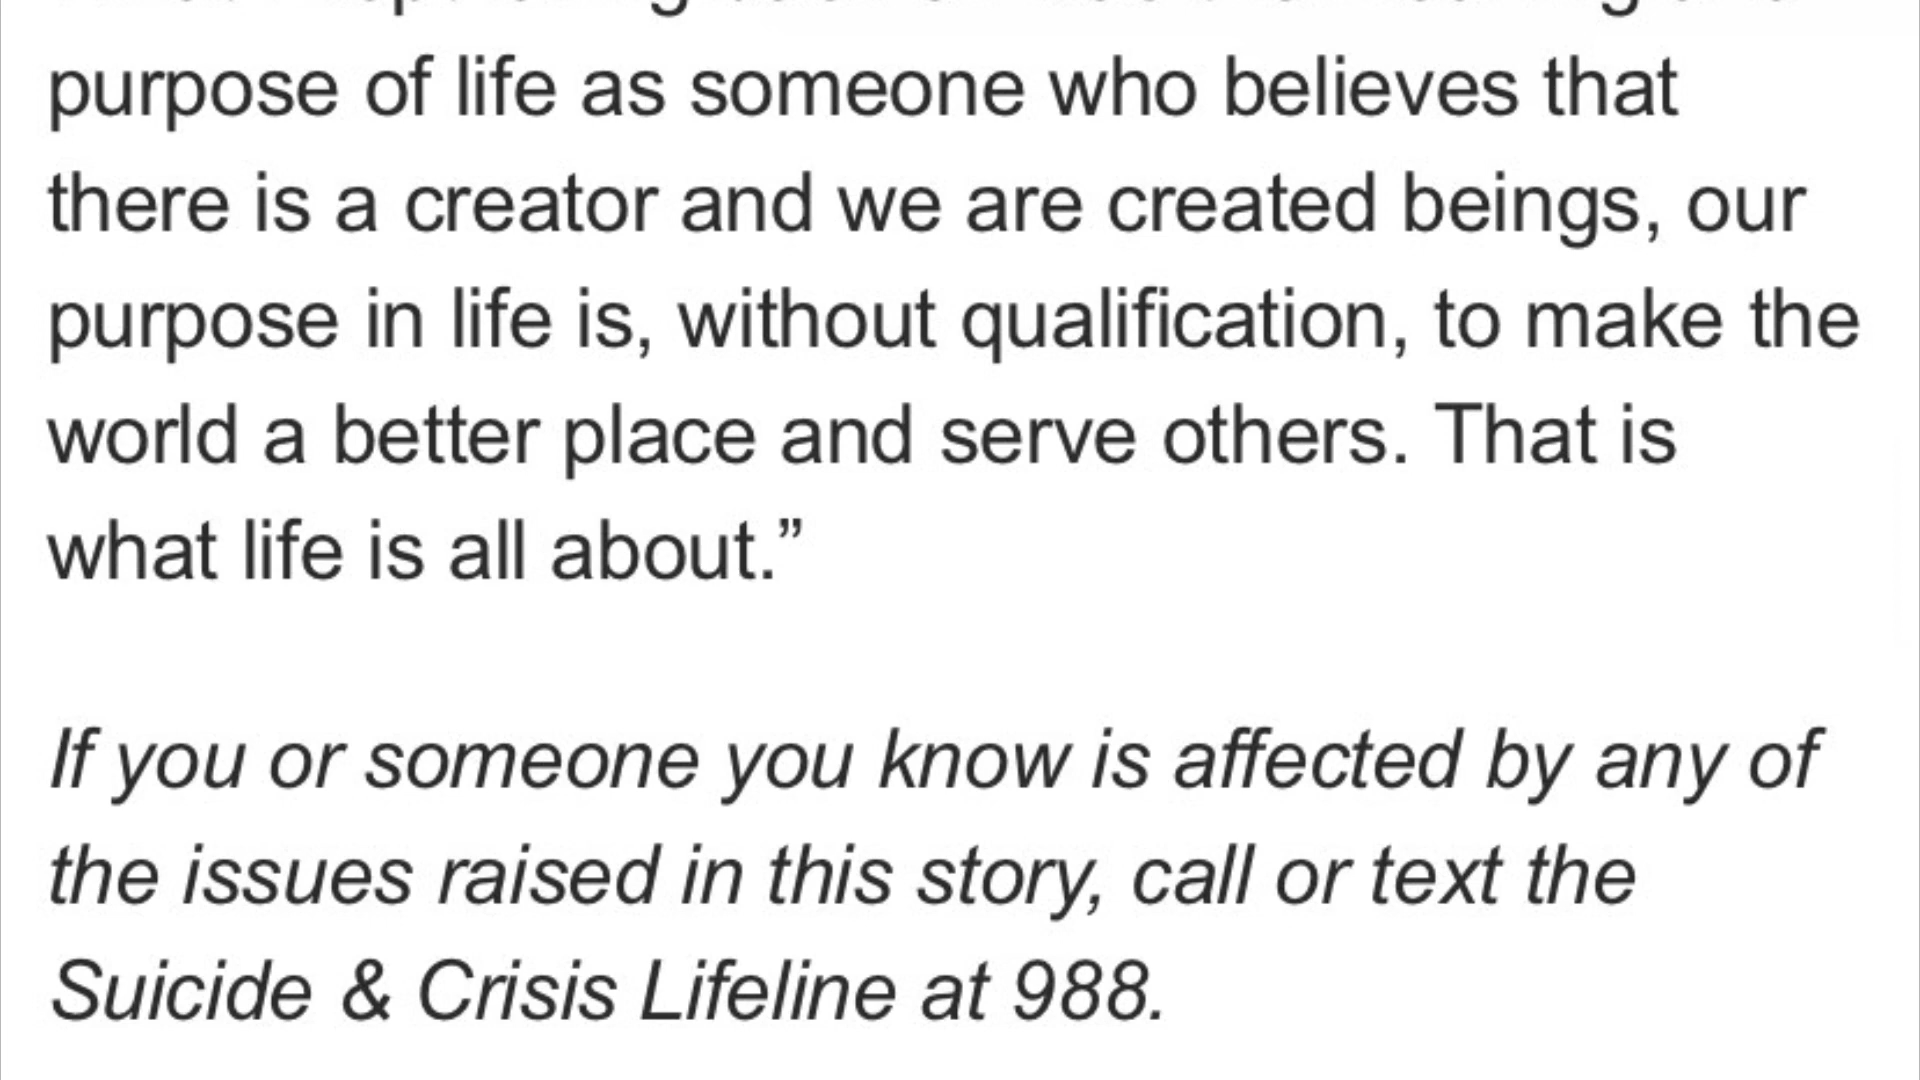 purpose of life as someone who believes that
there is a creator and we are created beings, our
purpose in life is, without qualification, to make the
world a better place and serve others. That is
what life is all about.”
If you or someone you know is affected by any of
the issues raised in this story, call or text the
Suicide & Crisis Lifeline at 988.